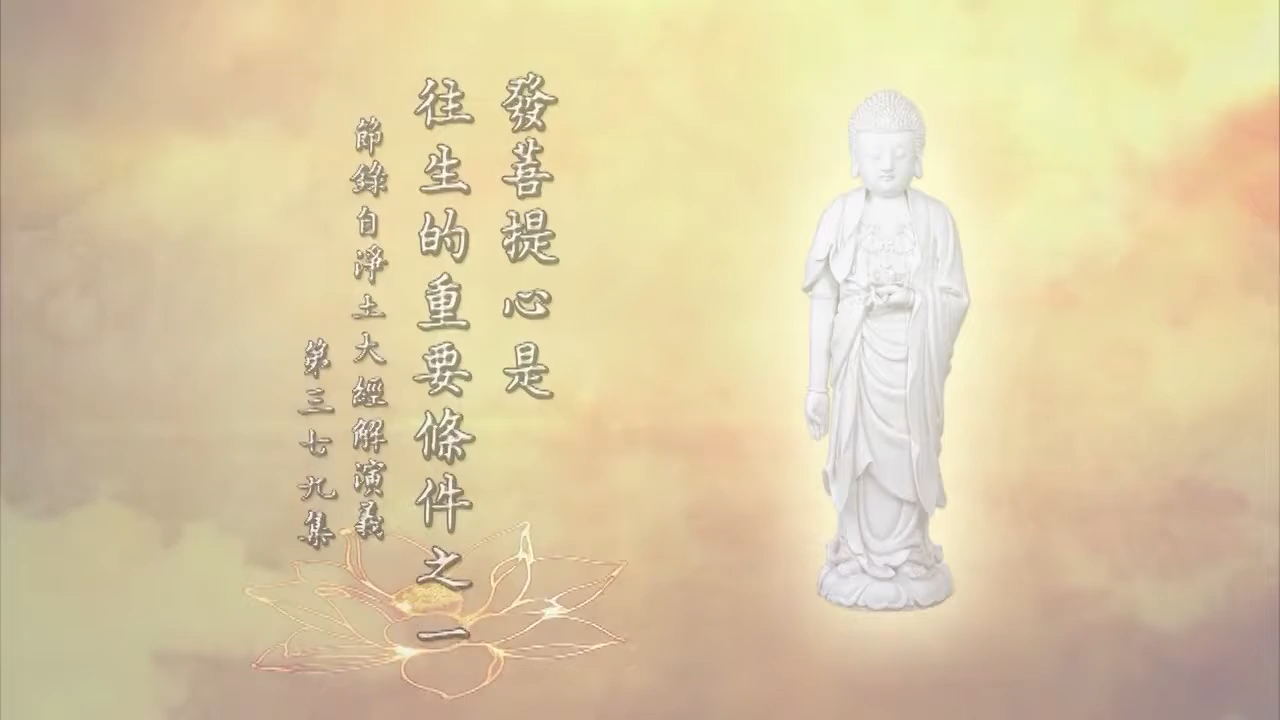 發菩提心是
往生的重要條件之一
節錄自淨土大經解演義
第三七九集